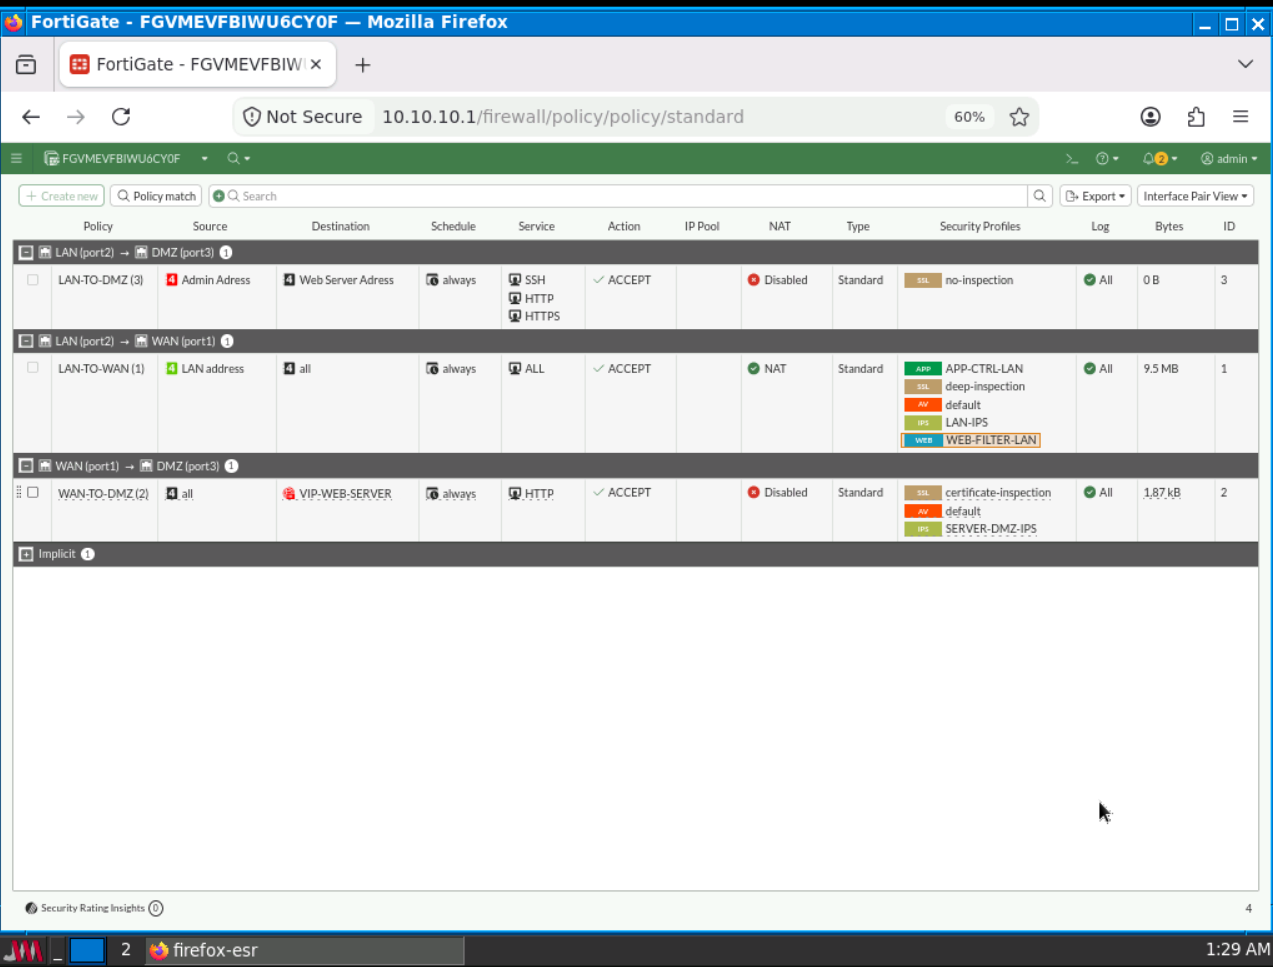 FortiGate - FGVMEVFBIWU6CY0F — Mozilla Firefox
FortiGate - FGVMEVFBIW
Not Secure 10.10.10.1/firewall/policy/policy/standard 60%
FGVMEVFBIWU6CY0F 2 admin
+ Create new Policy match Search Export Interface Pair View
Policy Source Destination Schedule Service Action IP Pool NAT Type Security Profiles Log Bytes ID
LAN (port2) → DMZ (port3) 1
LAN-TO-DMZ (3) 4 Admin Adress 4 Web Server Adress always SSH ACCEPT Disabled Standard SSL no-inspection All 0 B 3
HTTP
HTTPS
LAN (port2) → WAN (port1) 1
LAN-TO-WAN (1) 4 LAN address 4 all always ALL ACCEPT NAT Standard APP APP-CTRL-LAN All 9.5 MB 1
SSL deep-inspection
AV default
IPS LAN-IPS
WEB WEB-FILTER-LAN
WAN (port1) → DMZ (port3) 1
WAN-TO-DMZ (2) 4 all VIP-WEB-SERVER always HTTP ACCEPT Disabled Standard SSL certificate-inspection All 1.87 kB 2
AV default
IPS SERVER-DMZ-IPS
Implicit 1
Security Rating Insights 0 4
2 firefox-esr 1:29 AM